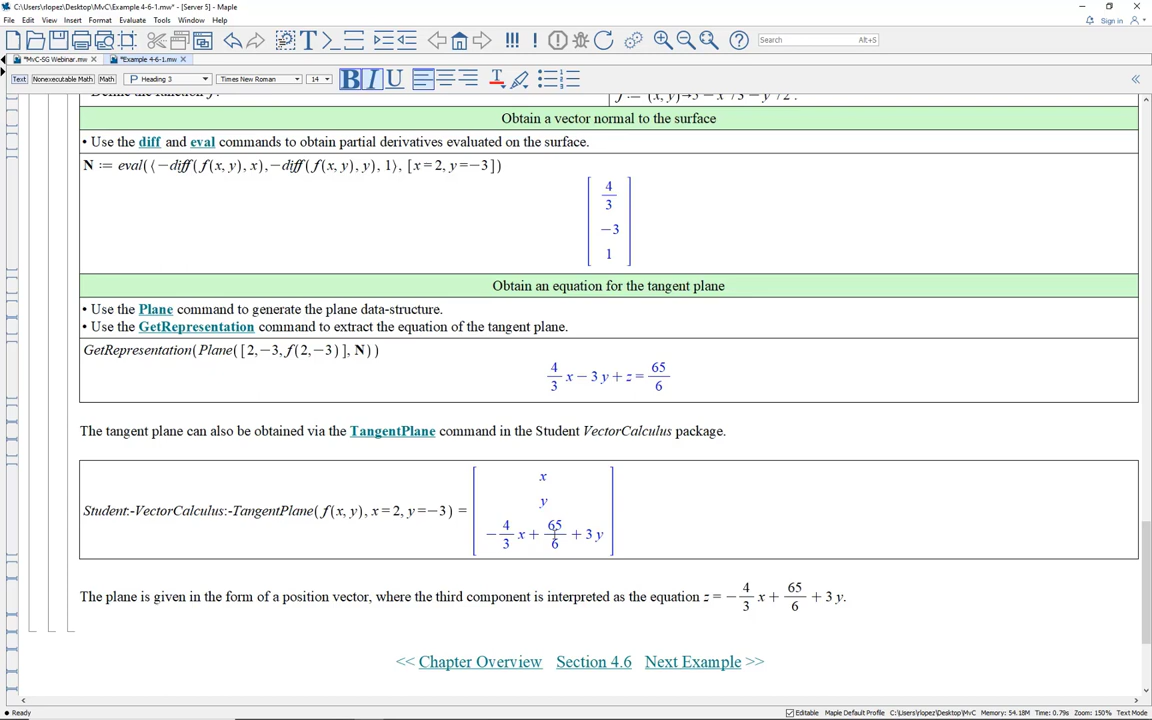 C:\Users\rlopez\Desktop\MvC\Example 4-6-1.mw* - [Server 5] - Maple
File Edit View Insert Format Evaluate Tools Window Help
Sign in
Search Alt+S
*MvC-SG Webinar.mw *Example 4-6-1.mw
Text Nonexecutable Math Math P Heading 3 Times New Roman 14 B I U T
Obtain a vector normal to the surface
• Use the diff and eval commands to obtain partial derivatives evaluated on the surface.
N := eval(⟨−diff(f(x, y), x),−diff(f(x, y), y), 1⟩, [x=2, y=−3])
4/3
−3
1
Obtain an equation for the tangent plane
• Use the Plane command to generate the plane data-structure.
• Use the GetRepresentation command to extract the equation of the tangent plane.
GetRepresentation(Plane([2,−3, f(2,−3)], N))
4/3 x − 3 y + z = 65/6
The tangent plane can also be obtained via the TangentPlane command in the Student VectorCalculus package.
Student:-VectorCalculus:-TangentPlane(f(x, y), x=2, y=−3) =
x
y
−4/3 x + 65/6 + 3 y
The plane is given in the form of a position vector, where the third component is interpreted as the equation z = −4/3 x + 65/6 + 3 y.
<< Chapter Overview Section 4.6 Next Example >>
Ready Editable Maple Default Profile C:\Users\rlopez\Desktop\MvC Memory: 54.18M Time: 0.79s Zoom: 150% Text Mode